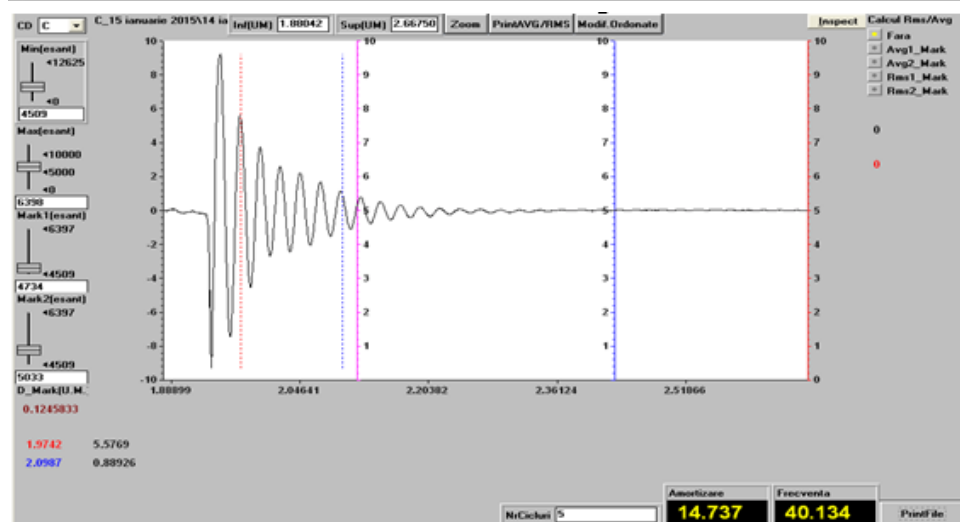 CD C C_15 ianuarie 2015\14 ia Inf(UM) 1.88042 Sup(UM) 2.66750 Zoom PrintAVG/RMS Modif.Ordonate Inspect Calcul Rms/Avg
Fara
Avg1_Mark
Avg2_Mark
Rms1_Mark
Rms2_Mark
0
0
Min(esant)
12625
0
4509
Max(esant)
10000
5000
0
6398
Mark1(esant)
6397
4509
4734
Mark2(esant)
6397
4509
5033
D_Mark(U.M.
0.1245833
1.9742 5.5769
2.0987 0.88926
10 10 10 10
8 9 9 9
6 8 8 8
4 7 7 7
2 6 6 6
0 5 5 5
-2 4 4 4
-4 3 3 3
-6 2 2 2
-8 1 1 1
-10 0
1.88899 2.04641 2.20382 2.36124 2.51866
NrCicluri 5
Amortizare
14.737
Frecventa
40.134
PrintFile